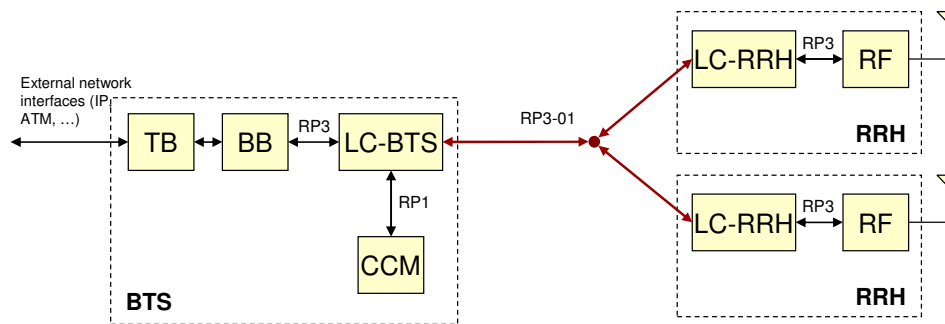 External network
interfaces (IP,
ATM, …)
TB
BB
RP3
LC-BTS
RP1
CCM
BTS
RP3-01
LC-RRH
RP3
RF
RRH
LC-RRH
RP3
RF
RRH